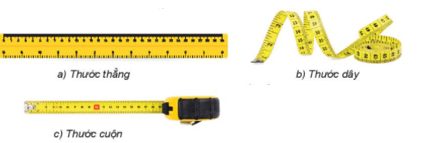 a) Thước thẳng
b) Thước dây
c) Thước cuộn